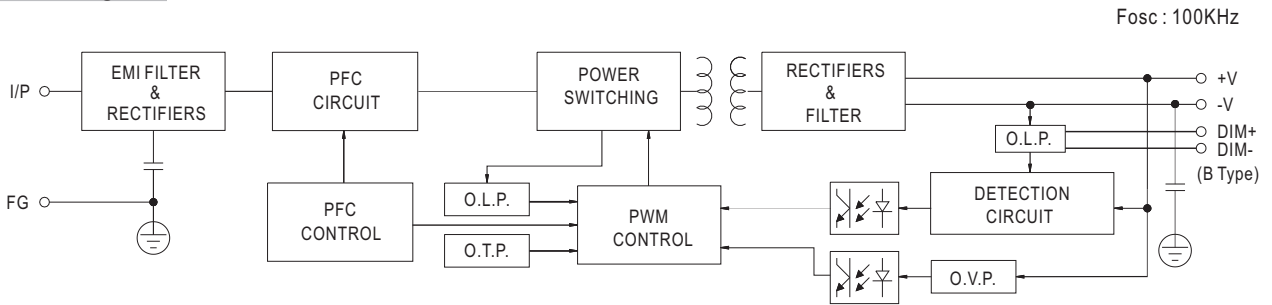 Fosc : 100KHz
I/P
EMI FILTER
&
RECTIFIERS
PFC
CIRCUIT
POWER
SWITCHING
RECTIFIERS
&
FILTER
+V
-V
O.L.P.
DIM+
DIM-
(B Type)
FG
PFC
CONTROL
O.L.P.
O.T.P.
PWM
CONTROL
DETECTION
CIRCUIT
O.V.P.